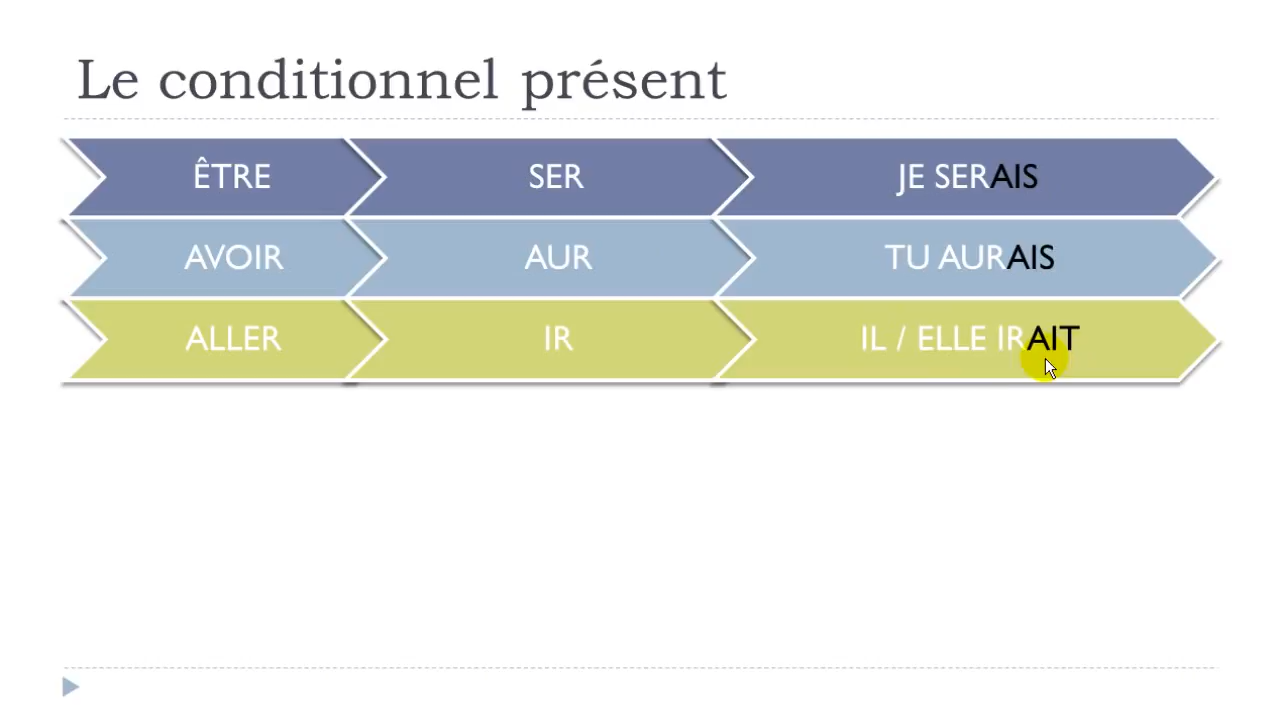 Le conditionnel présent
ÊTRE SER JE SERAIS
AVOIR AUR TU AURAIS
ALLER IR IL / ELLE IRAIT